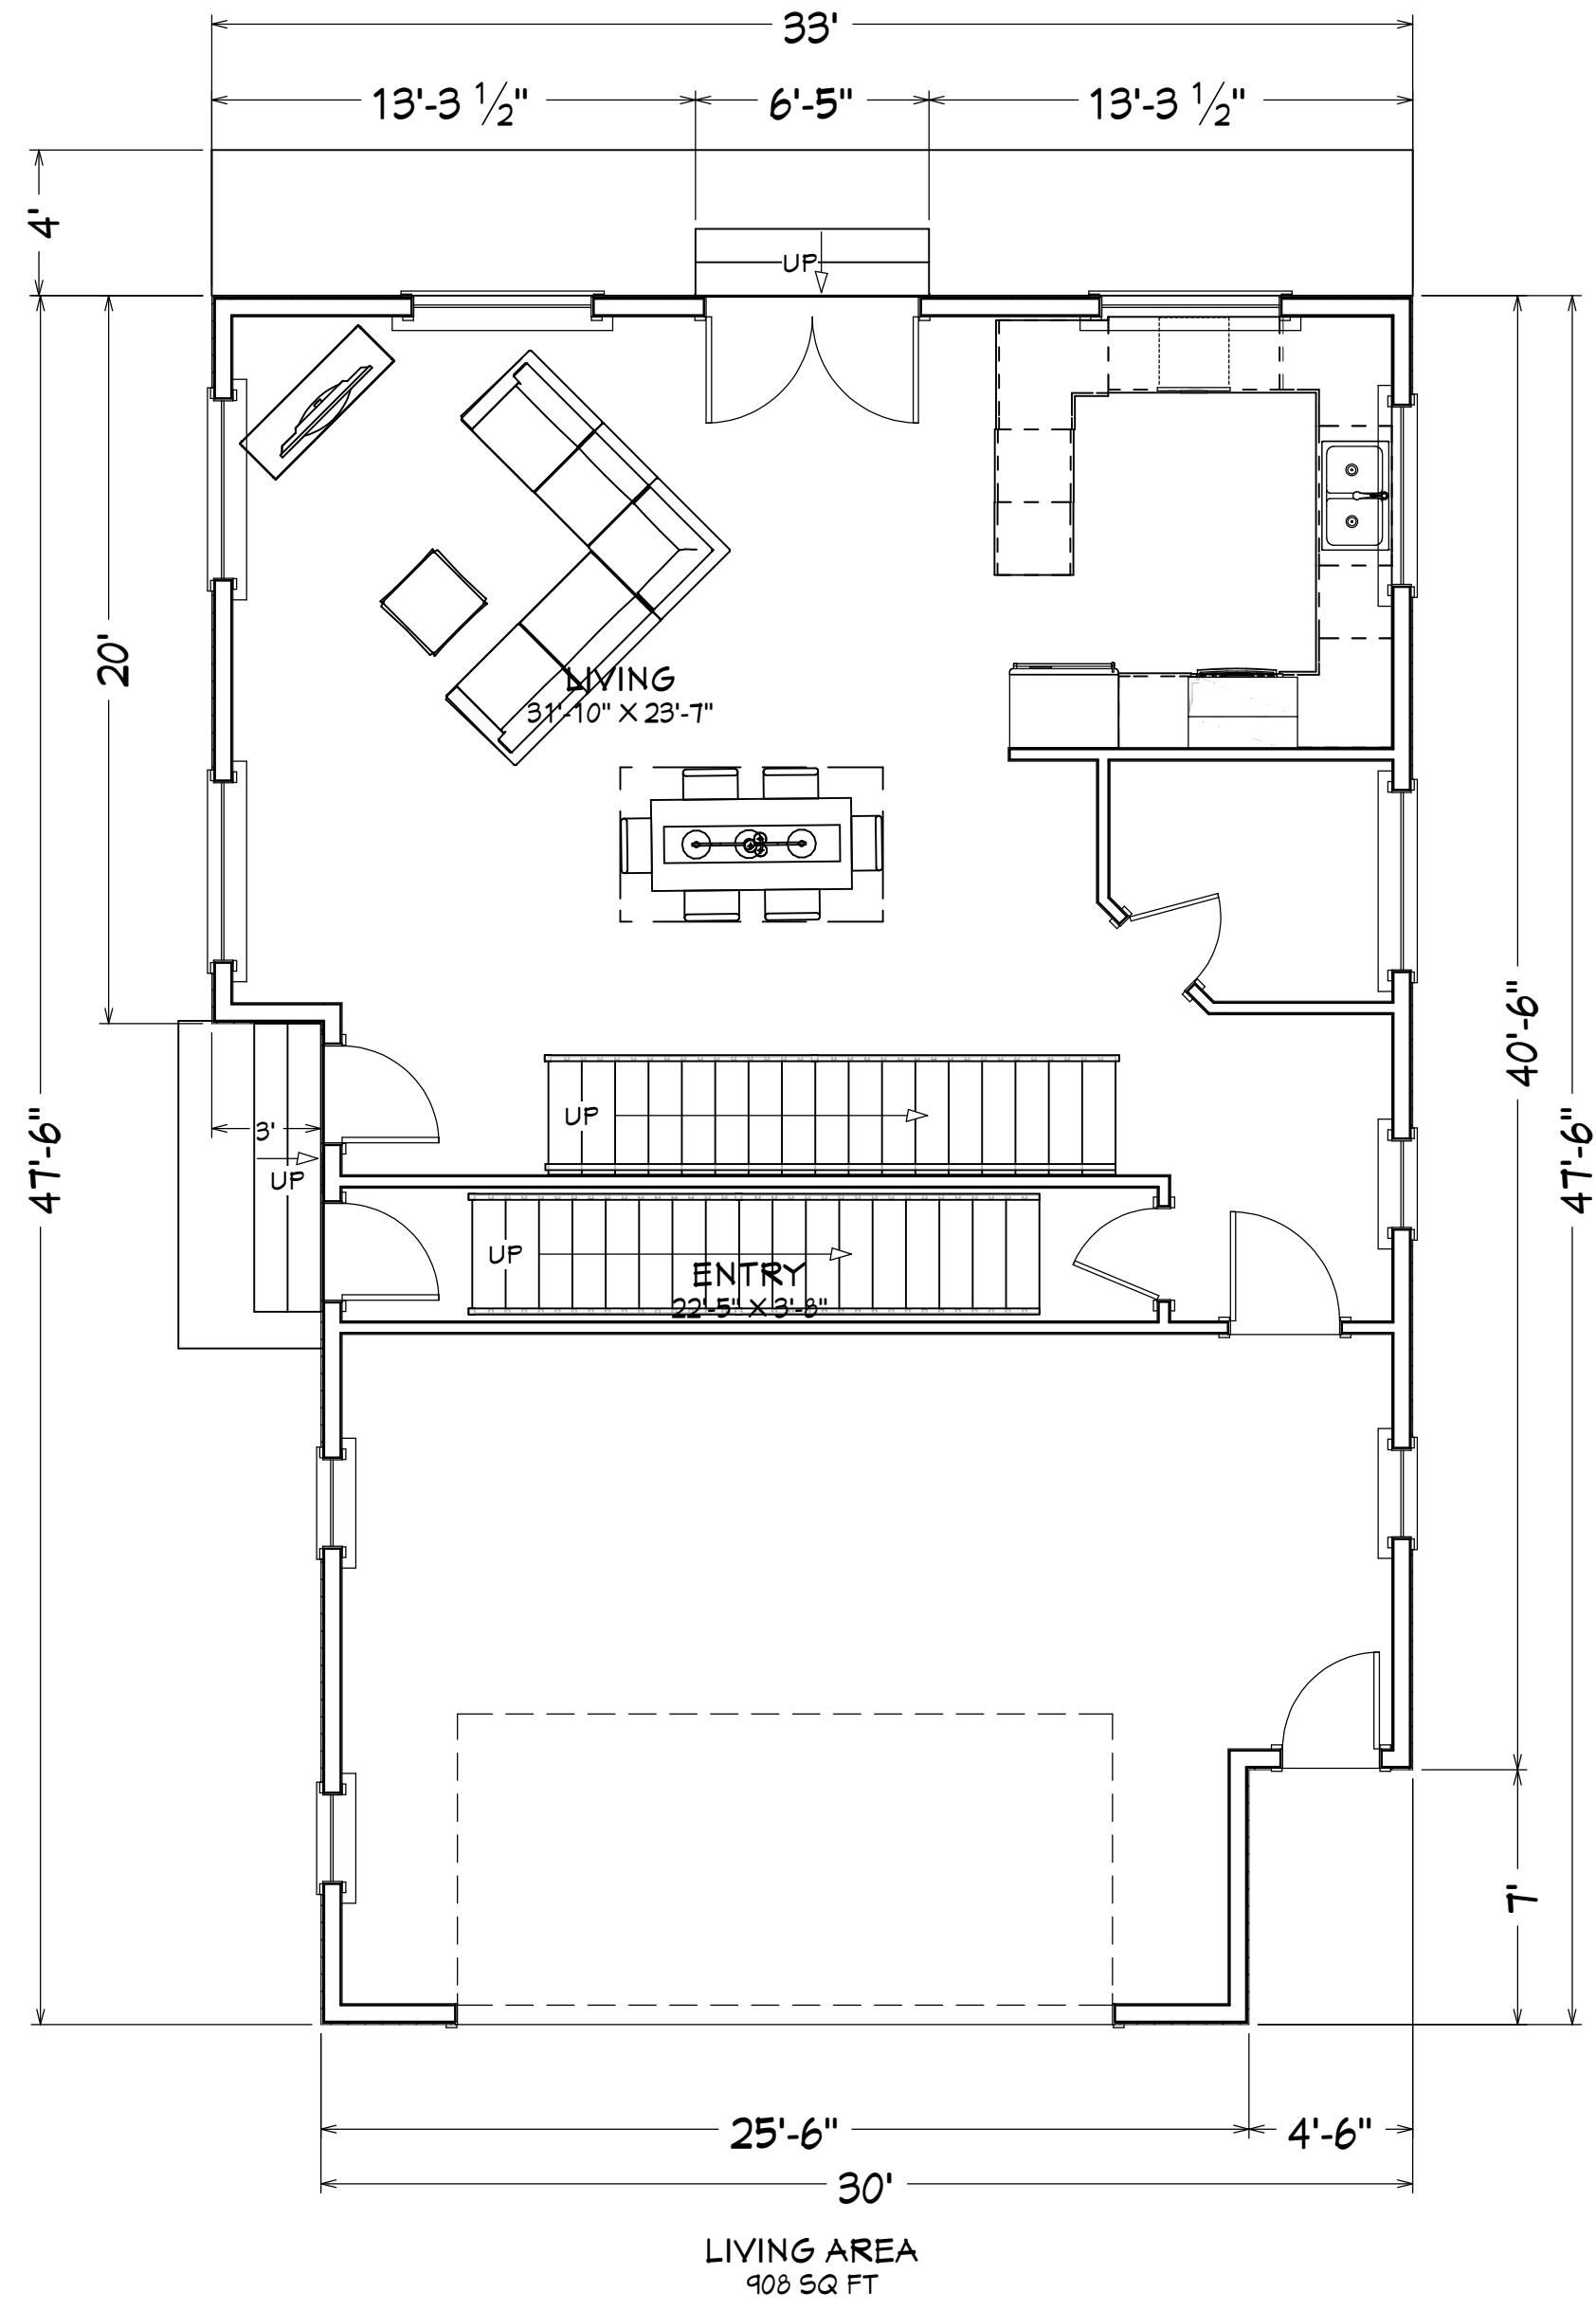 33'
13'-3 1/2"
6'-5"
13'-3 1/2"
4'
UP
20'
LIVING
31'-10" X 23'-7"
40'-6"
47'-6"
47'-6"
3'
UP
UP
UP
ENTRY
22'-5" X 3'-8"
7'
25'-6"
4'-6"
30'
LIVING AREA
908 SQ FT